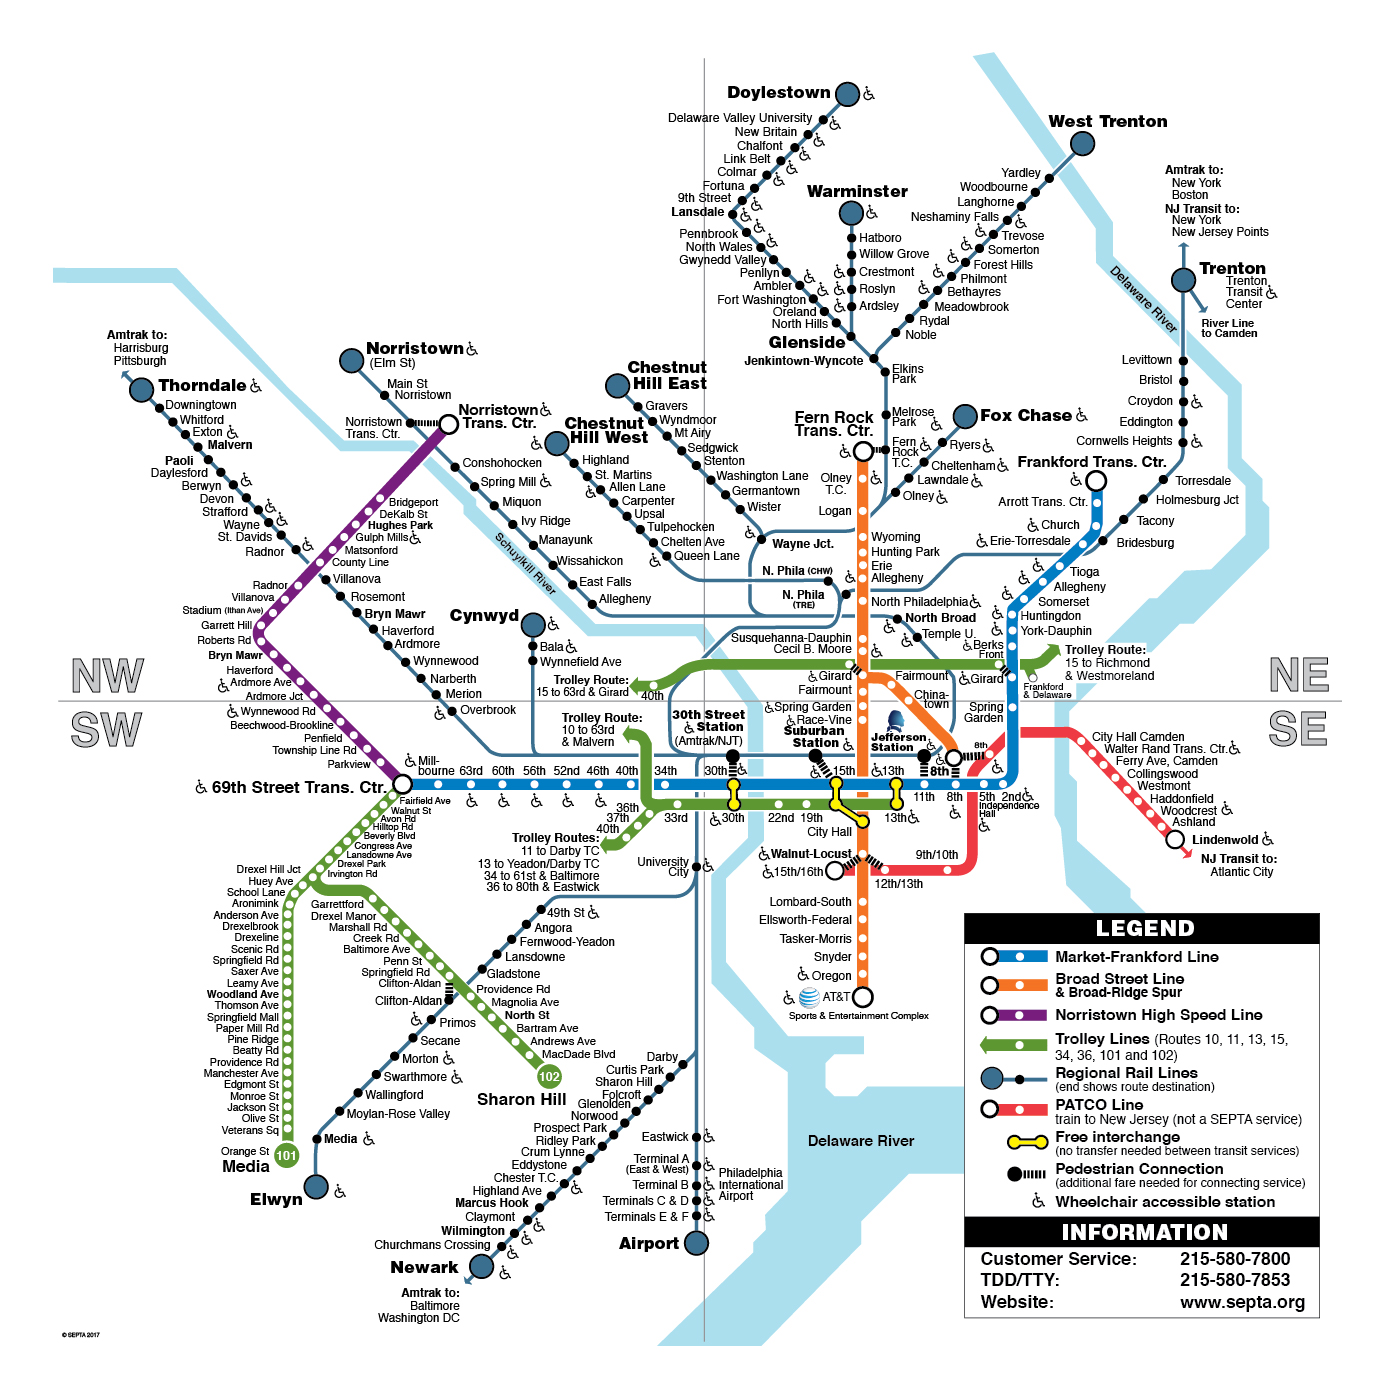 Doylestown
Delaware Valley University
New Britain
Chalfont
Link Belt
Colmar
Fortuna
9th Street
Lansdale
Pennbrook
North Wales
Gwynedd Valley
Penllyn
Ambler
Fort Washington
Oreland
North Hills
Glenside
Jenkintown-Wyncote
Warminster
Hatboro
Willow Grove
Crestmont
Roslyn
Ardsley
West Trenton
Yardley
Woodbourne
Langhorne
Neshaminy Falls
Trevose
Somerton
Forest Hills
Philmont
Bethayres
Meadowbrook
Rydal
Noble
Elkins
Park
Melrose
Park
Fern
Rock
T.C.
Amtrak to:
New York
Boston
NJ Transit to:
New York
New Jersey Points
Trenton
Trenton
Transit
Center
River Line
to Camden
Delaware River
Levittown
Bristol
Croydon
Eddington
Cornwells Heights
Torresdale
Holmesburg Jct
Tacony
Bridesburg
Amtrak to:
Harrisburg
Pittsburgh
Thorndale
Downingtown
Whitford
Exton
Malvern
Paoli
Daylesford
Berwyn
Devon
Strafford
Wayne
St. Davids
Radnor
Villanova
Rosemont
Bryn Mawr
Haverford
Ardmore
Wynnewood
Narberth
Merion
Overbrook
Norristown
(Elm St)
Main St
Norristown
Norristown
Trans. Ctr.
Norristown
Trans. Ctr.
Conshohocken
Spring Mill
Miquon
Ivy Ridge
Manayunk
Wissahickon
East Falls
Allegheny
Schuylkill River
Bridgeport
DeKalb St
Hughes Park
Gulph Mills
Matsonford
County Line
Radnor
Villanova
Stadium (Ithan Ave)
Garrett Hill
Roberts Rd
Bryn Mawr
Haverford
Ardmore Ave
Ardmore Jct
Wynnewood Rd
Beechwood-Brookline
Penfield
Township Line Rd
Parkview
69th Street Trans. Ctr.
Chestnut
Hill East
Gravers
Wyndmoor
Mt Airy
Sedgwick
Stenton
Washington Lane
Germantown
Wister
Wayne Jct.
Chestnut
Hill West
Highland
St. Martins
Allen Lane
Carpenter
Upsal
Tulpehocken
Chelten Ave
Queen Lane
N. Phila (CHW)
N. Phila
(TRE)
Fern Rock
Trans. Ctr.
Olney
T.C.
Logan
Wyoming
Hunting Park
Erie
Allegheny
North Philadelphia
North Broad
Temple U.
Susquehanna-Dauphin
Cecil B. Moore
Girard
Fairmount
Spring Garden
Race-Vine
Fairmount
China-
town
Fox Chase
Ryers
Cheltenham
Lawndale
Olney
Frankford Trans. Ctr.
Arrott Trans. Ctr.
Church
Erie-Torresdale
Tioga
Allegheny
Somerset
Huntingdon
York-Dauphin
Berks
Front
Girard
Spring
Garden
Trolley Route:
15 to Richmond
& Westmoreland
Frankford
& Delaware
Cynwyd
Bala
Wynnefield Ave
Trolley Route:
15 to 63rd & Girard
40th
Trolley Route:
10 to 63rd
& Malvern
30th Street
Station
(Amtrak/NJT)
Suburban
Station
Jefferson
Station
NW
SW
NE
SE
Mill-
bourne
63rd
60th
56th
52nd
46th
40th
34th
30th
15th
13th
8th
8th
11th
8th
5th
Independence
Hall
2nd
36th
37th
40th
33rd
30th
22nd
19th
13th
City Hall
Trolley Routes:
11 to Darby TC
13 to Yeadon/Darby TC
34 to 61st & Baltimore
36 to 80th & Eastwick
University
City
Walnut-Locust
15th/16th
12th/13th
9th/10th
Lombard-South
Ellsworth-Federal
Tasker-Morris
Snyder
Oregon
AT&T
Sports & Entertainment Complex
City Hall Camden
Walter Rand Trans. Ctr.
Ferry Ave, Camden
Collingswood
Westmont
Haddonfield
Woodcrest
Ashland
Lindenwold
NJ Transit to:
Atlantic City
Fairfield Ave
Walnut St
Avon Rd
Hilltop Rd
Beverly Blvd
Congress Ave
Lansdowne Ave
Drexel Park
Irvington Rd
Drexel Hill Jct
Huey Ave
School Lane
Aronimink
Anderson Ave
Drexelbrook
Drexeline
Scenic Rd
Springfield Rd
Saxer Ave
Leamy Ave
Woodland Ave
Thomson Ave
Springfield Mall
Paper Mill Rd
Pine Ridge
Beatty Rd
Providence Rd
Manchester Ave
Edgmont St
Monroe St
Jackson St
Olive St
Veterans Sq
Orange St
Media
101
Garrettford
Drexel Manor
Marshall Rd
Creek Rd
Baltimore Ave
Penn St
Springfield Rd
Clifton-Aldan
Clifton-Aldan
Providence Rd
Magnolia Ave
North St
Bartram Ave
Andrews Ave
MacDade Blvd
102
Sharon Hill
49th St
Angora
Fernwood-Yeadon
Lansdowne
Gladstone
Primos
Secane
Morton
Swarthmore
Wallingford
Moylan-Rose Valley
Media
Elwyn
Darby
Curtis Park
Sharon Hill
Folcroft
Glenolden
Norwood
Prospect Park
Ridley Park
Crum Lynne
Eddystone
Chester T.C.
Highland Ave
Marcus Hook
Claymont
Wilmington
Churchmans Crossing
Newark
Amtrak to:
Baltimore
Washington DC
Eastwick
Terminal A
(East & West)
Terminal B
Terminals C & D
Terminals E & F
Philadelphia
International
Airport
Airport
Delaware River
LEGEND
Market-Frankford Line
Broad Street Line
& Broad-Ridge Spur
Norristown High Speed Line
Trolley Lines (Routes 10, 11, 13, 15,
34, 36, 101 and 102)
Regional Rail Lines
(end shows route destination)
PATCO Line
train to New Jersey (not a SEPTA service)
Free interchange
(no transfer needed between transit services)
Pedestrian Connection
(additional fare needed for connecting service)
Wheelchair accessible station
INFORMATION
Customer Service: 215-580-7800
TDD/TTY: 215-580-7853
Website: www.septa.org
© SEPTA 2017